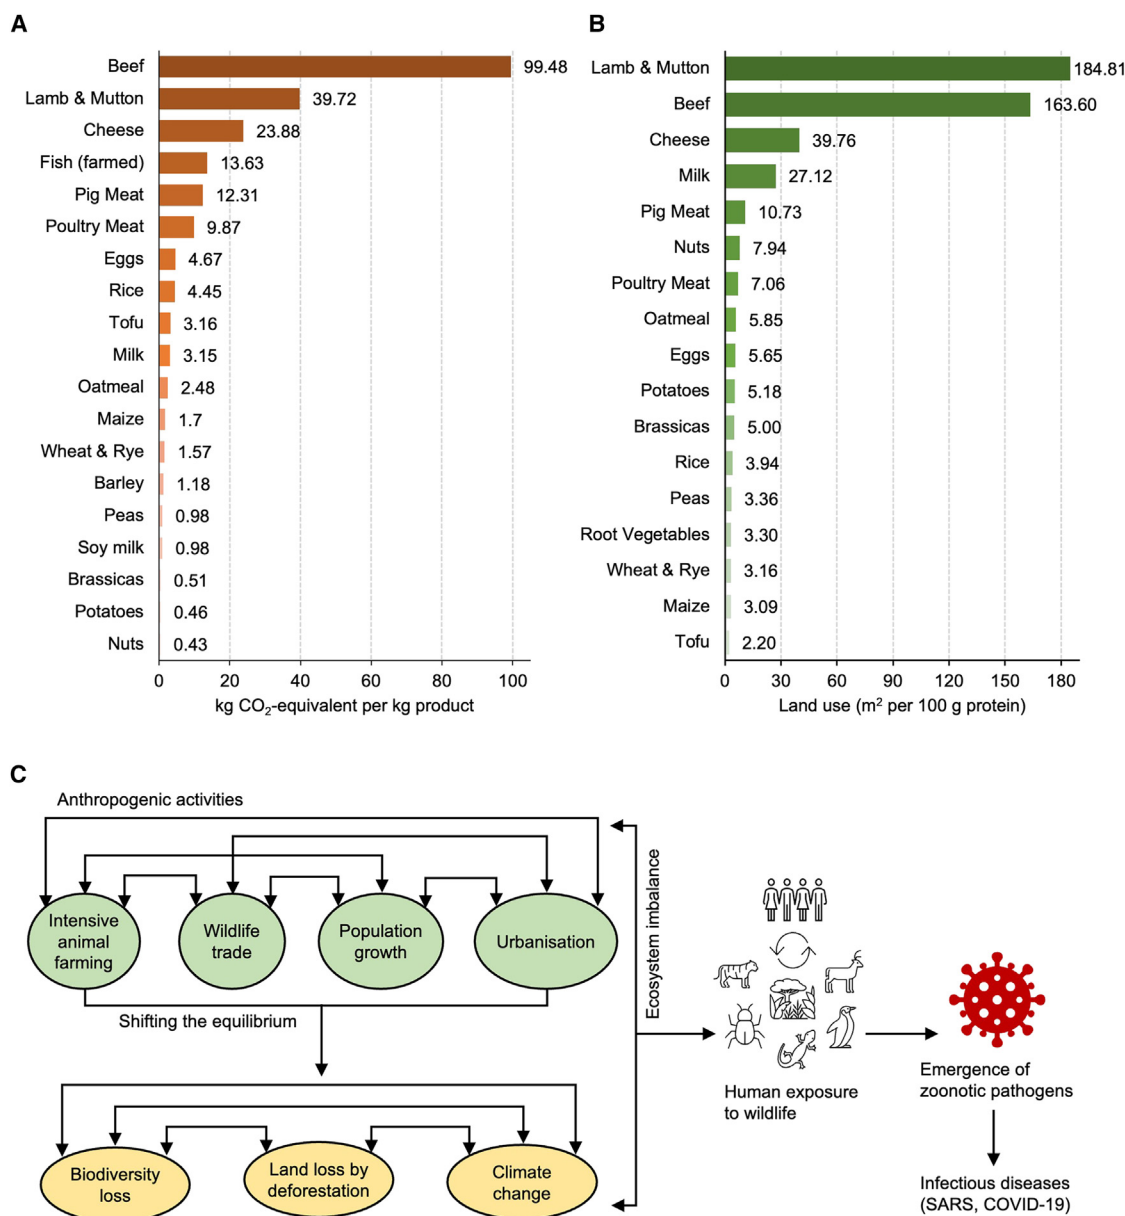 A
Beef 99.48
Lamb & Mutton 39.72
Cheese 23.88
Fish (farmed) 13.63
Pig Meat 12.31
Poultry Meat 9.87
Eggs 4.67
Rice 4.45
Tofu 3.16
Milk 3.15
Oatmeal 2.48
Maize 1.7
Wheat & Rye 1.57
Barley 1.18
Peas 0.98
Soy milk 0.98
Brassicas 0.51
Potatoes 0.46
Nuts 0.43
0 20 40 60 80 100
kg CO₂-equivalent per kg product
B
Lamb & Mutton 184.81
Beef 163.60
Cheese 39.76
Milk 27.12
Pig Meat 10.73
Nuts 7.94
Poultry Meat 7.06
Oatmeal 5.85
Eggs 5.65
Potatoes 5.18
Brassicas 5.00
Rice 3.94
Peas 3.36
Root Vegetables 3.30
Wheat & Rye 3.16
Maize 3.09
Tofu 2.20
0 30 60 90 120 150 180
Land use (m² per 100 g protein)
C
Anthropogenic activities
Intensive
animal
farming
Wildlife
trade
Population
growth
Urbanisation
Shifting the equilibrium
Biodiversity
loss
Land loss by
deforestation
Climate
change
Ecosystem imbalance
Human exposure
to wildlife
Emergence of
zoonotic pathogens
Infectious diseases
(SARS, COVID-19)